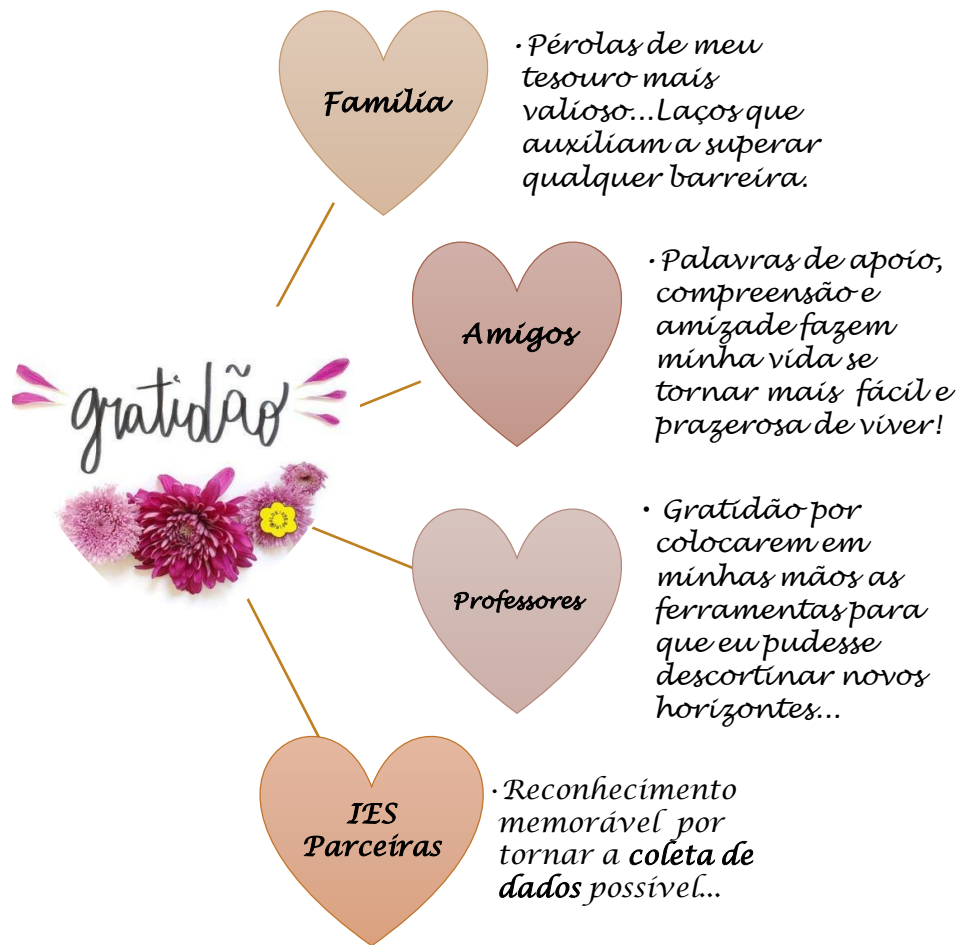 Família
· Pérolas de meu
tesouro mais
valioso...Laços que
auxiliam a superar
qualquer barreira.
Amigos
· Palavras de apoio,
compreensão e
amizade fazem
minha vida se
tornar mais fácil e
prazerosa de viver!
gratidão
Professores
· Gratidão por
colocarem em
minhas mãos as
ferramentas para
que eu pudesse
descortinar novos
horizontes...
IES
Parceiras
· Reconhecimento
memorável por
tornar a coleta de
dados possível...